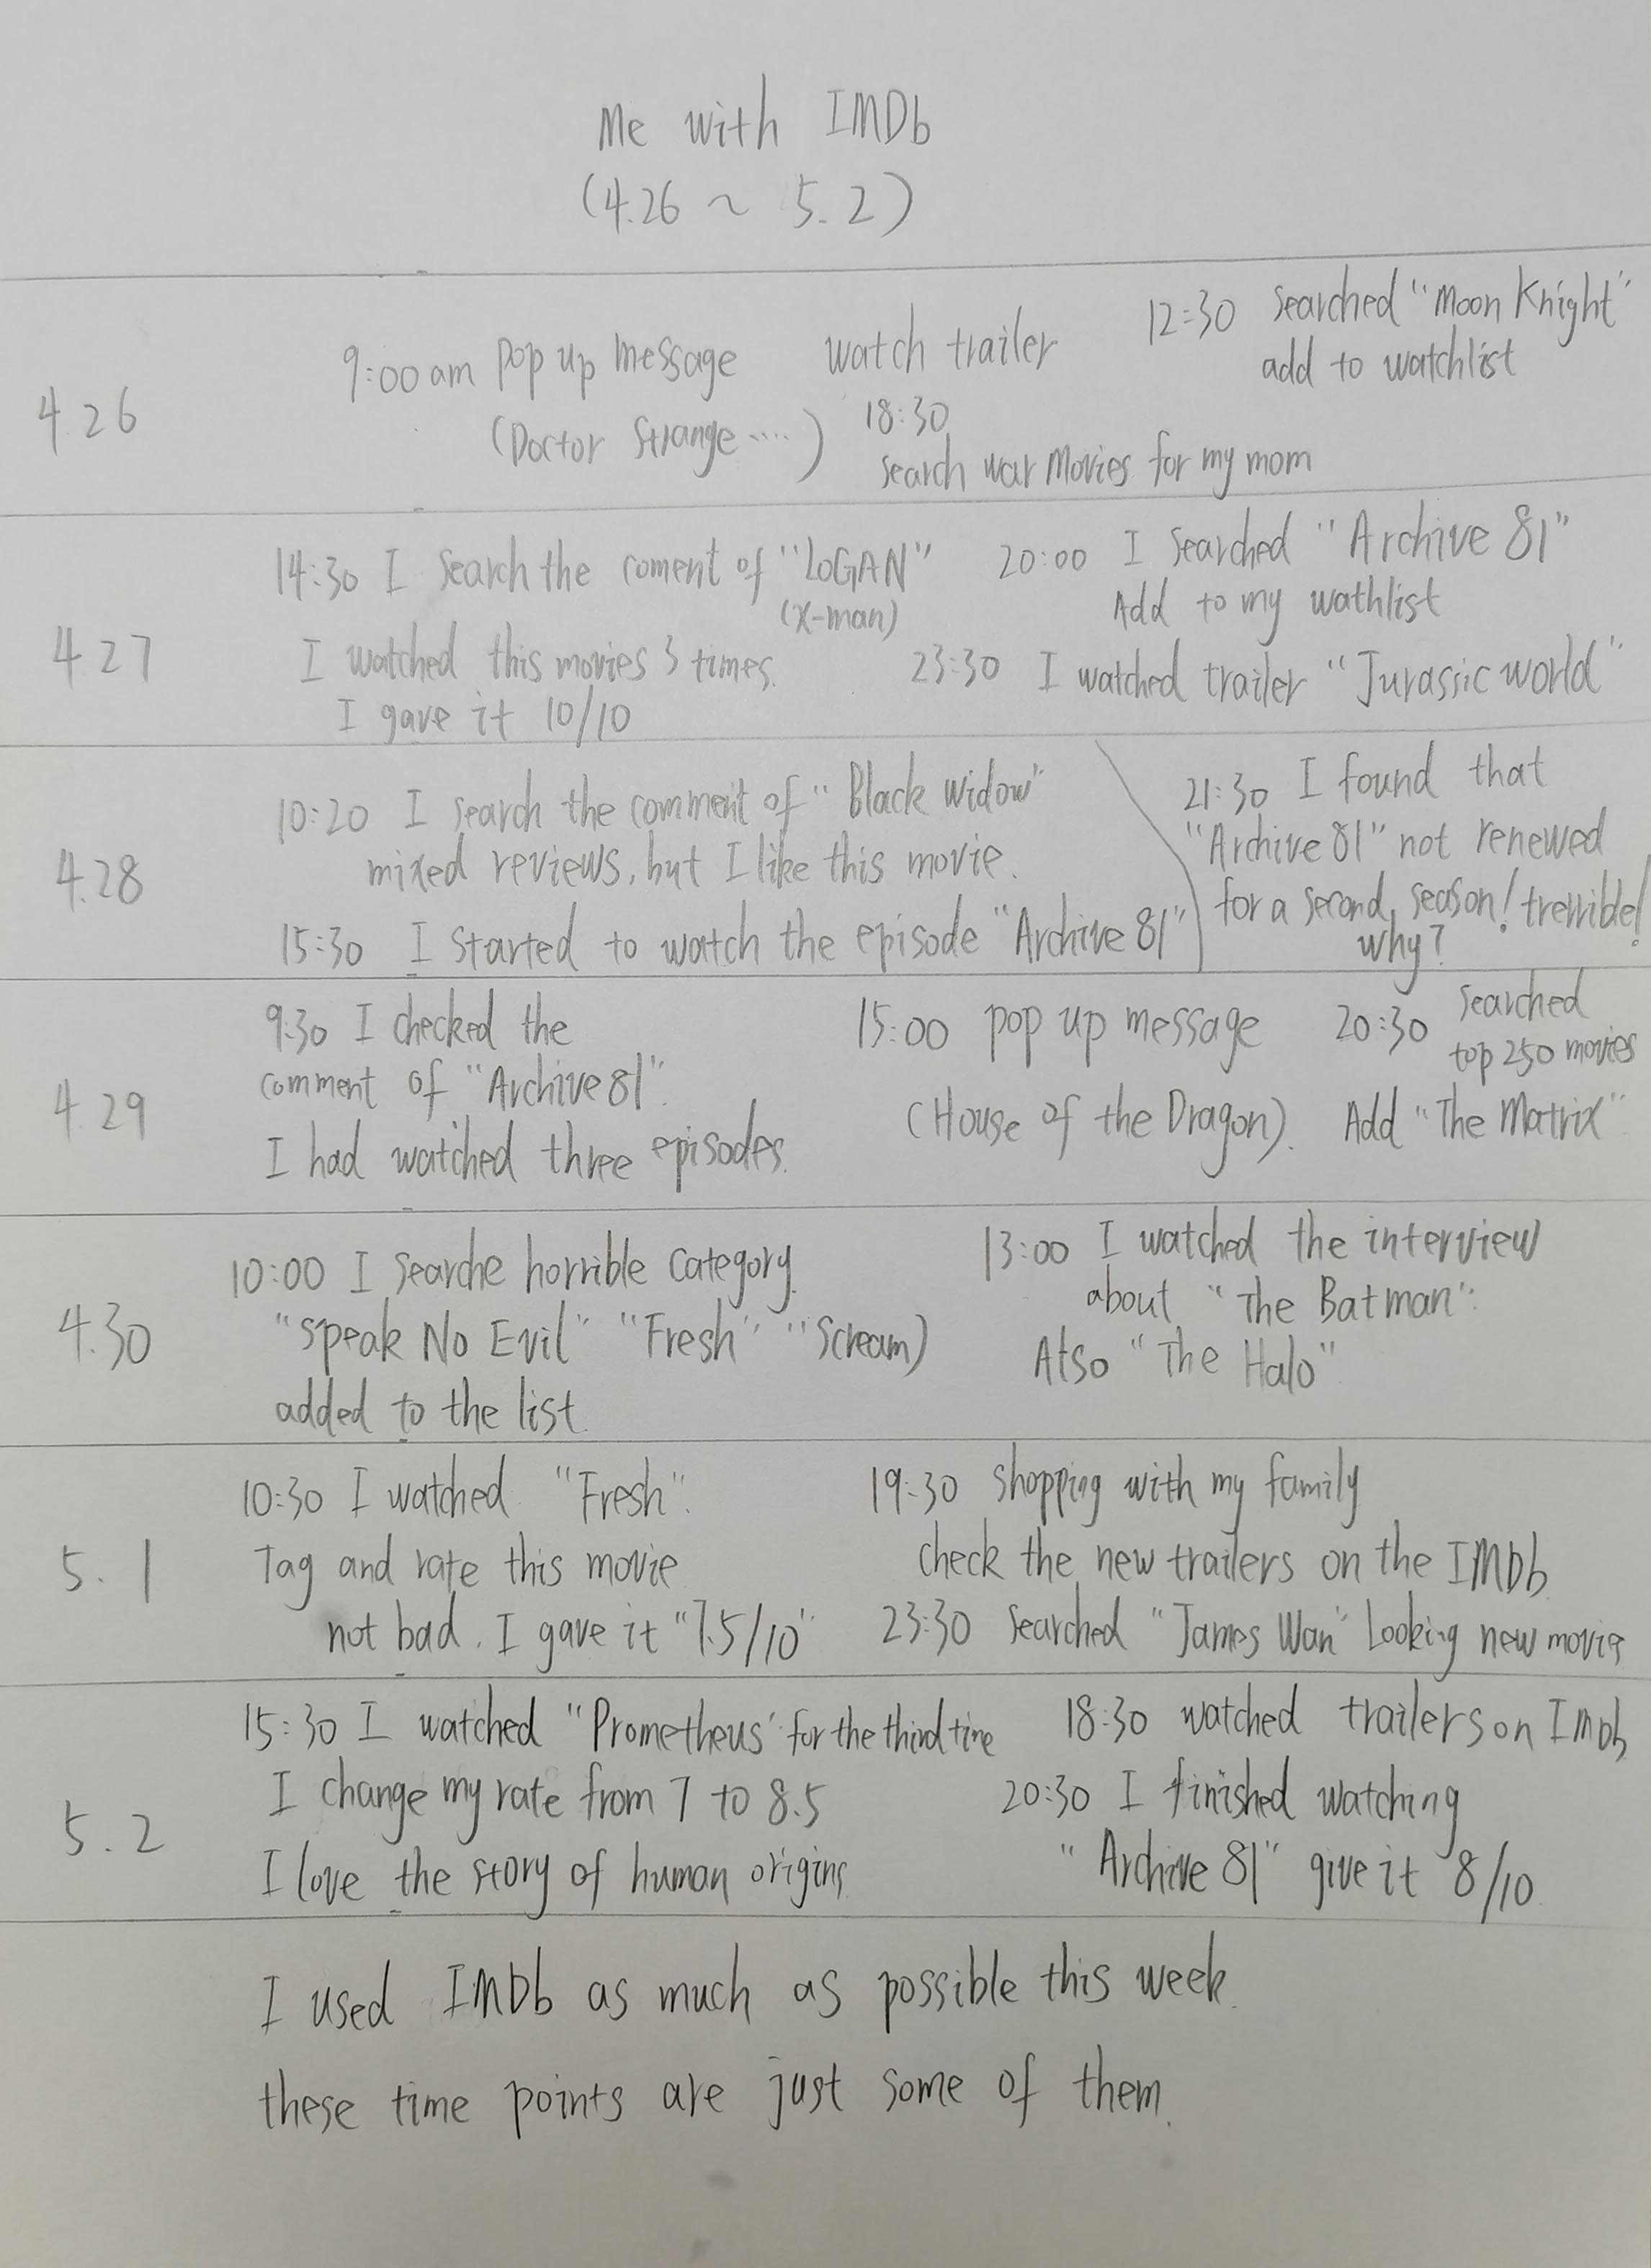 Me with IMDb
(4.26 ~ 5.2)
4.26
9:00am Pop up message
(Doctor Strange ....)
watch trailer
18:30
search war Movies for my mom
12:30 searched "Moon Knight"
add to watchlist
4.27
14:30 I search the coment of "LOGAN"
(X-man)
I watched this movies 3 times.
I gave it 10/10
20:00 I searched "Archive 81"
Add to my wathlist
23:30 I watched trailer "Jurassic world"
4.28
10:20 I search the comment of "Black Widow"
mixed reviews, but I like this movie.
15:30 I started to watch the episode "Archive 81"
21:30 I found that
"Archive 81" not renewed
for a second season! trerrible!
why?
4.29
9:30 I checked the
comment of "Archive 81".
I had watched three episodes.
15:00 pop up message
(House of the Dragon).
20:30 searched
top 250 movies
Add "The Matrix"
4.30
10:00 I searche horrible category.
"Speak No Evil" "Fresh" "Scream)
added to the list.
13:00 I watched the interview
about "The Batman".
Also "The Halo"
5.1
10:30 I watched "Fresh".
Tag and rate this movie
not bad. I gave it "7.5/10"
19:30 shopping with my family
check the new trailers on the IMDb.
23:30 searched "James Wan" Looking new movie
5.2
15:30 I watched "Prometheus" for the third time
I change my rate from 7 to 8.5
I love the story of human origins
18:30 watched trailers on IMDb
20:30 I finished watching
"Archive 81" give it 8/10
I used IMDb as much as possible this week.
these time points are just some of them.